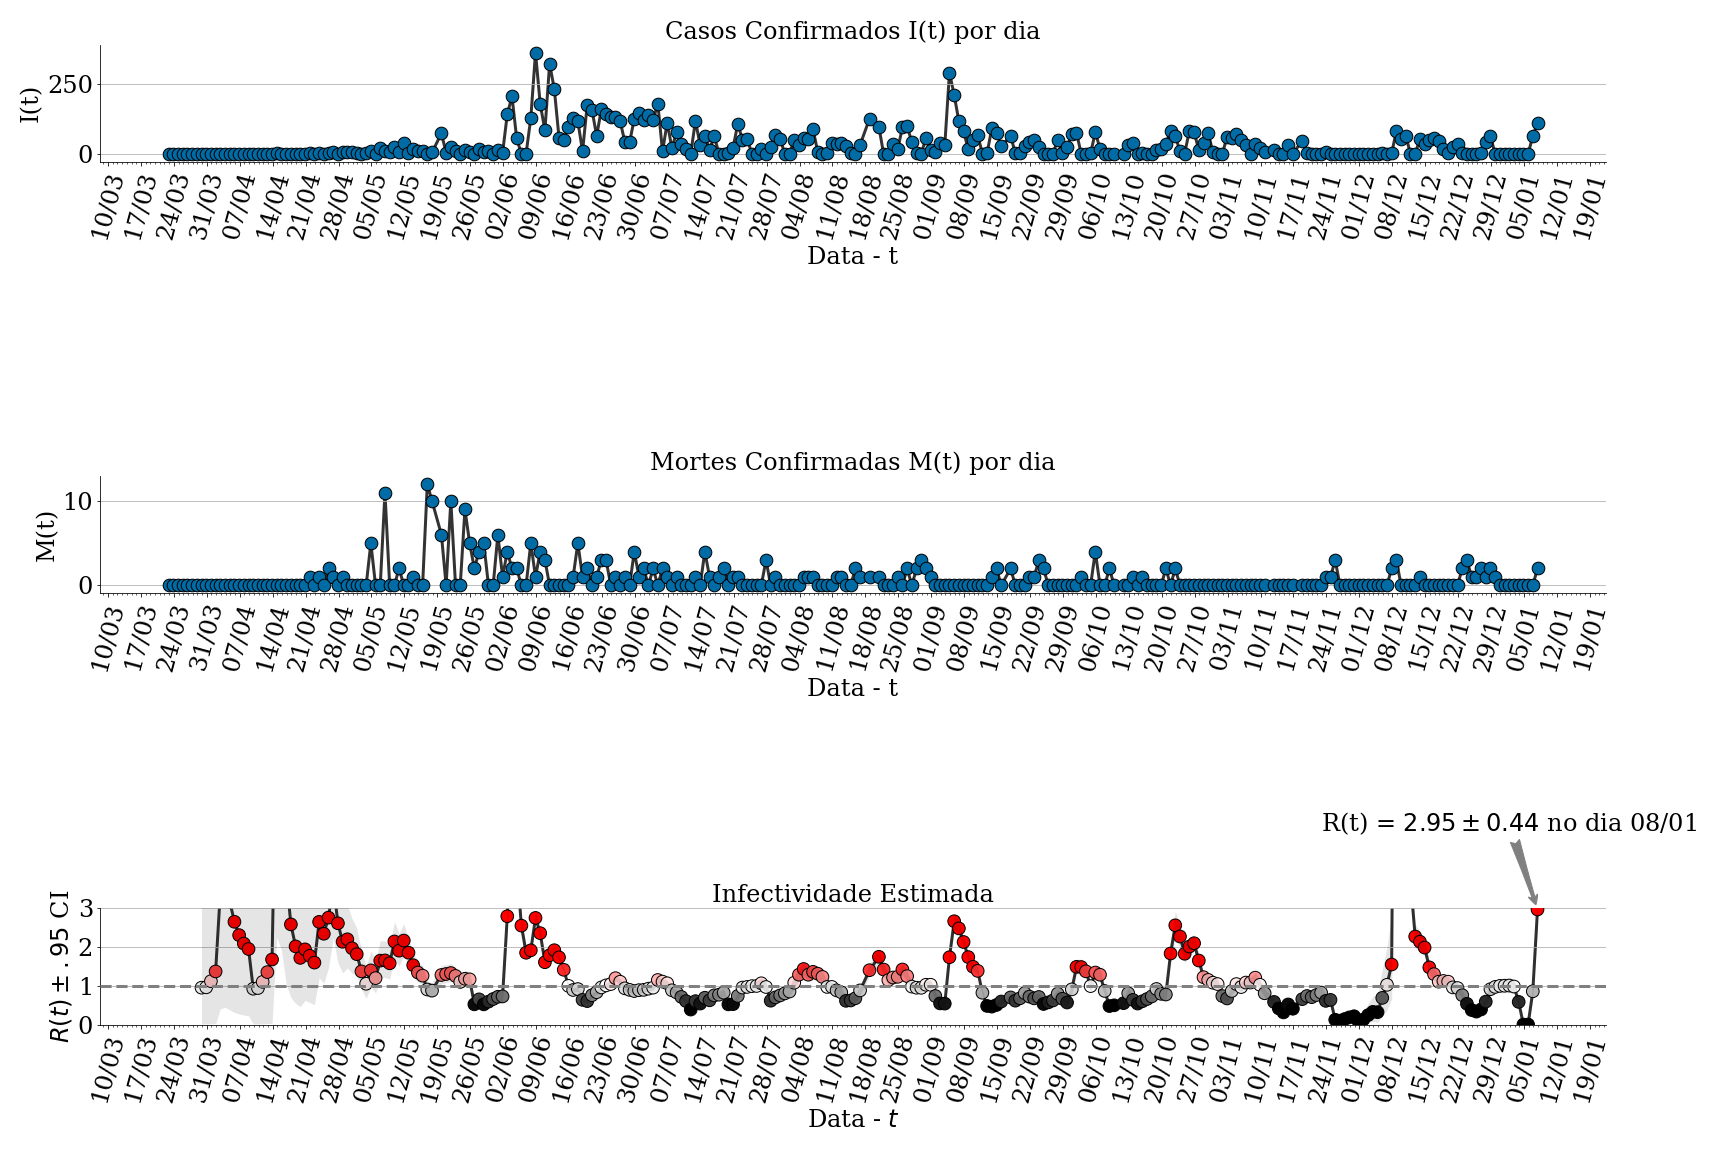 Casos Confirmados I(t) por dia
I(t)
250
0
10/03 17/03 24/03 31/03 07/04 14/04 21/04 28/04 05/05 12/05 19/05 26/05 02/06 09/06 16/06 23/06 30/06 07/07 14/07 21/07 28/07 04/08 11/08 18/08 25/08 01/09 08/09 15/09 22/09 29/09 06/10 13/10 20/10 27/10 03/11 10/11 17/11 24/11 01/12 08/12 15/12 22/12 29/12 05/01 12/01 19/01
Data - t
Mortes Confirmadas M(t) por dia
M(t)
10
0
10/03 17/03 24/03 31/03 07/04 14/04 21/04 28/04 05/05 12/05 19/05 26/05 02/06 09/06 16/06 23/06 30/06 07/07 14/07 21/07 28/07 04/08 11/08 18/08 25/08 01/09 08/09 15/09 22/09 29/09 06/10 13/10 20/10 27/10 03/11 10/11 17/11 24/11 01/12 08/12 15/12 22/12 29/12 05/01 12/01 19/01
Data - t
R(t) = 2.95 ± 0.44 no dia 08/01
Infectividade Estimada
R(t) ± .95 CI
3
2
1
0
10/03 17/03 24/03 31/03 07/04 14/04 21/04 28/04 05/05 12/05 19/05 26/05 02/06 09/06 16/06 23/06 30/06 07/07 14/07 21/07 28/07 04/08 11/08 18/08 25/08 01/09 08/09 15/09 22/09 29/09 06/10 13/10 20/10 27/10 03/11 10/11 17/11 24/11 01/12 08/12 15/12 22/12 29/12 05/01 12/01 19/01
Data - t